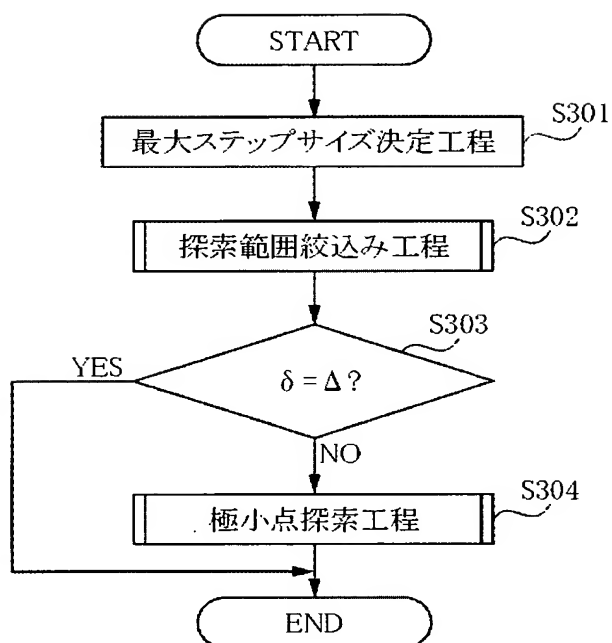 START
S301
最大ステップサイズ決定工程
S302
探索範囲絞込み工程
S303
YES
δ = Δ ?
NO
S304
極小点探索工程
END